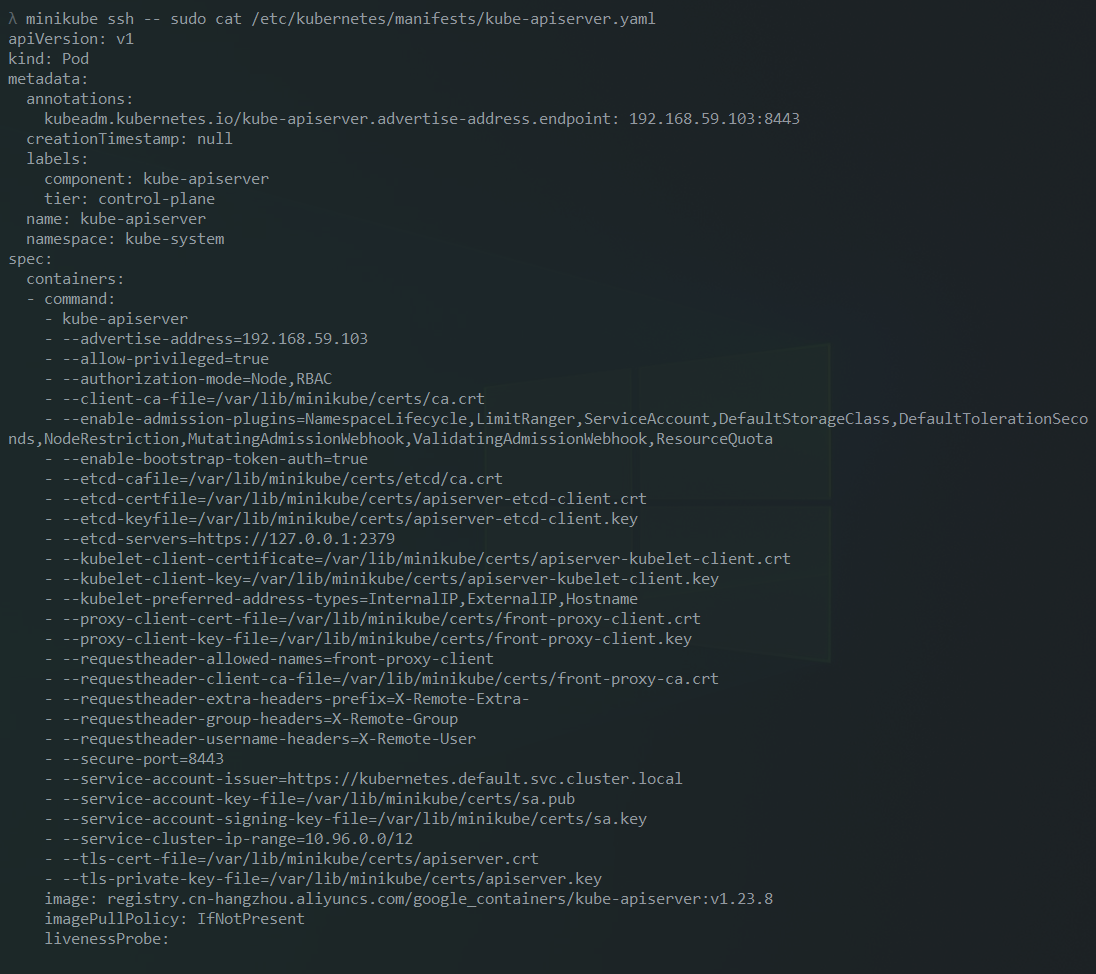 λ minikube ssh -- sudo cat /etc/kubernetes/manifests/kube-apiserver.yaml
apiVersion: v1
kind: Pod
metadata:
  annotations:
    kubeadm.kubernetes.io/kube-apiserver.advertise-address.endpoint: 192.168.59.103:8443
  creationTimestamp: null
  labels:
    component: kube-apiserver
    tier: control-plane
  name: kube-apiserver
  namespace: kube-system
spec:
  containers:
  - command:
    - kube-apiserver
    - --advertise-address=192.168.59.103
    - --allow-privileged=true
    - --authorization-mode=Node,RBAC
    - --client-ca-file=/var/lib/minikube/certs/ca.crt
    - --enable-admission-plugins=NamespaceLifecycle,LimitRanger,ServiceAccount,DefaultStorageClass,DefaultTolerationSeco
nds,NodeRestriction,MutatingAdmissionWebhook,ValidatingAdmissionWebhook,ResourceQuota
    - --enable-bootstrap-token-auth=true
    - --etcd-cafile=/var/lib/minikube/certs/etcd/ca.crt
    - --etcd-certfile=/var/lib/minikube/certs/apiserver-etcd-client.crt
    - --etcd-keyfile=/var/lib/minikube/certs/apiserver-etcd-client.key
    - --etcd-servers=https://127.0.0.1:2379
    - --kubelet-client-certificate=/var/lib/minikube/certs/apiserver-kubelet-client.crt
    - --kubelet-client-key=/var/lib/minikube/certs/apiserver-kubelet-client.key
    - --kubelet-preferred-address-types=InternalIP,ExternalIP,Hostname
    - --proxy-client-cert-file=/var/lib/minikube/certs/front-proxy-client.crt
    - --proxy-client-key-file=/var/lib/minikube/certs/front-proxy-client.key
    - --requestheader-allowed-names=front-proxy-client
    - --requestheader-client-ca-file=/var/lib/minikube/certs/front-proxy-ca.crt
    - --requestheader-extra-headers-prefix=X-Remote-Extra-
    - --requestheader-group-headers=X-Remote-Group
    - --requestheader-username-headers=X-Remote-User
    - --secure-port=8443
    - --service-account-issuer=https://kubernetes.default.svc.cluster.local
    - --service-account-key-file=/var/lib/minikube/certs/sa.pub
    - --service-account-signing-key-file=/var/lib/minikube/certs/sa.key
    - --service-cluster-ip-range=10.96.0.0/12
    - --tls-cert-file=/var/lib/minikube/certs/apiserver.crt
    - --tls-private-key-file=/var/lib/minikube/certs/apiserver.key
    image: registry.cn-hangzhou.aliyuncs.com/google_containers/kube-apiserver:v1.23.8
    imagePullPolicy: IfNotPresent
    livenessProbe: